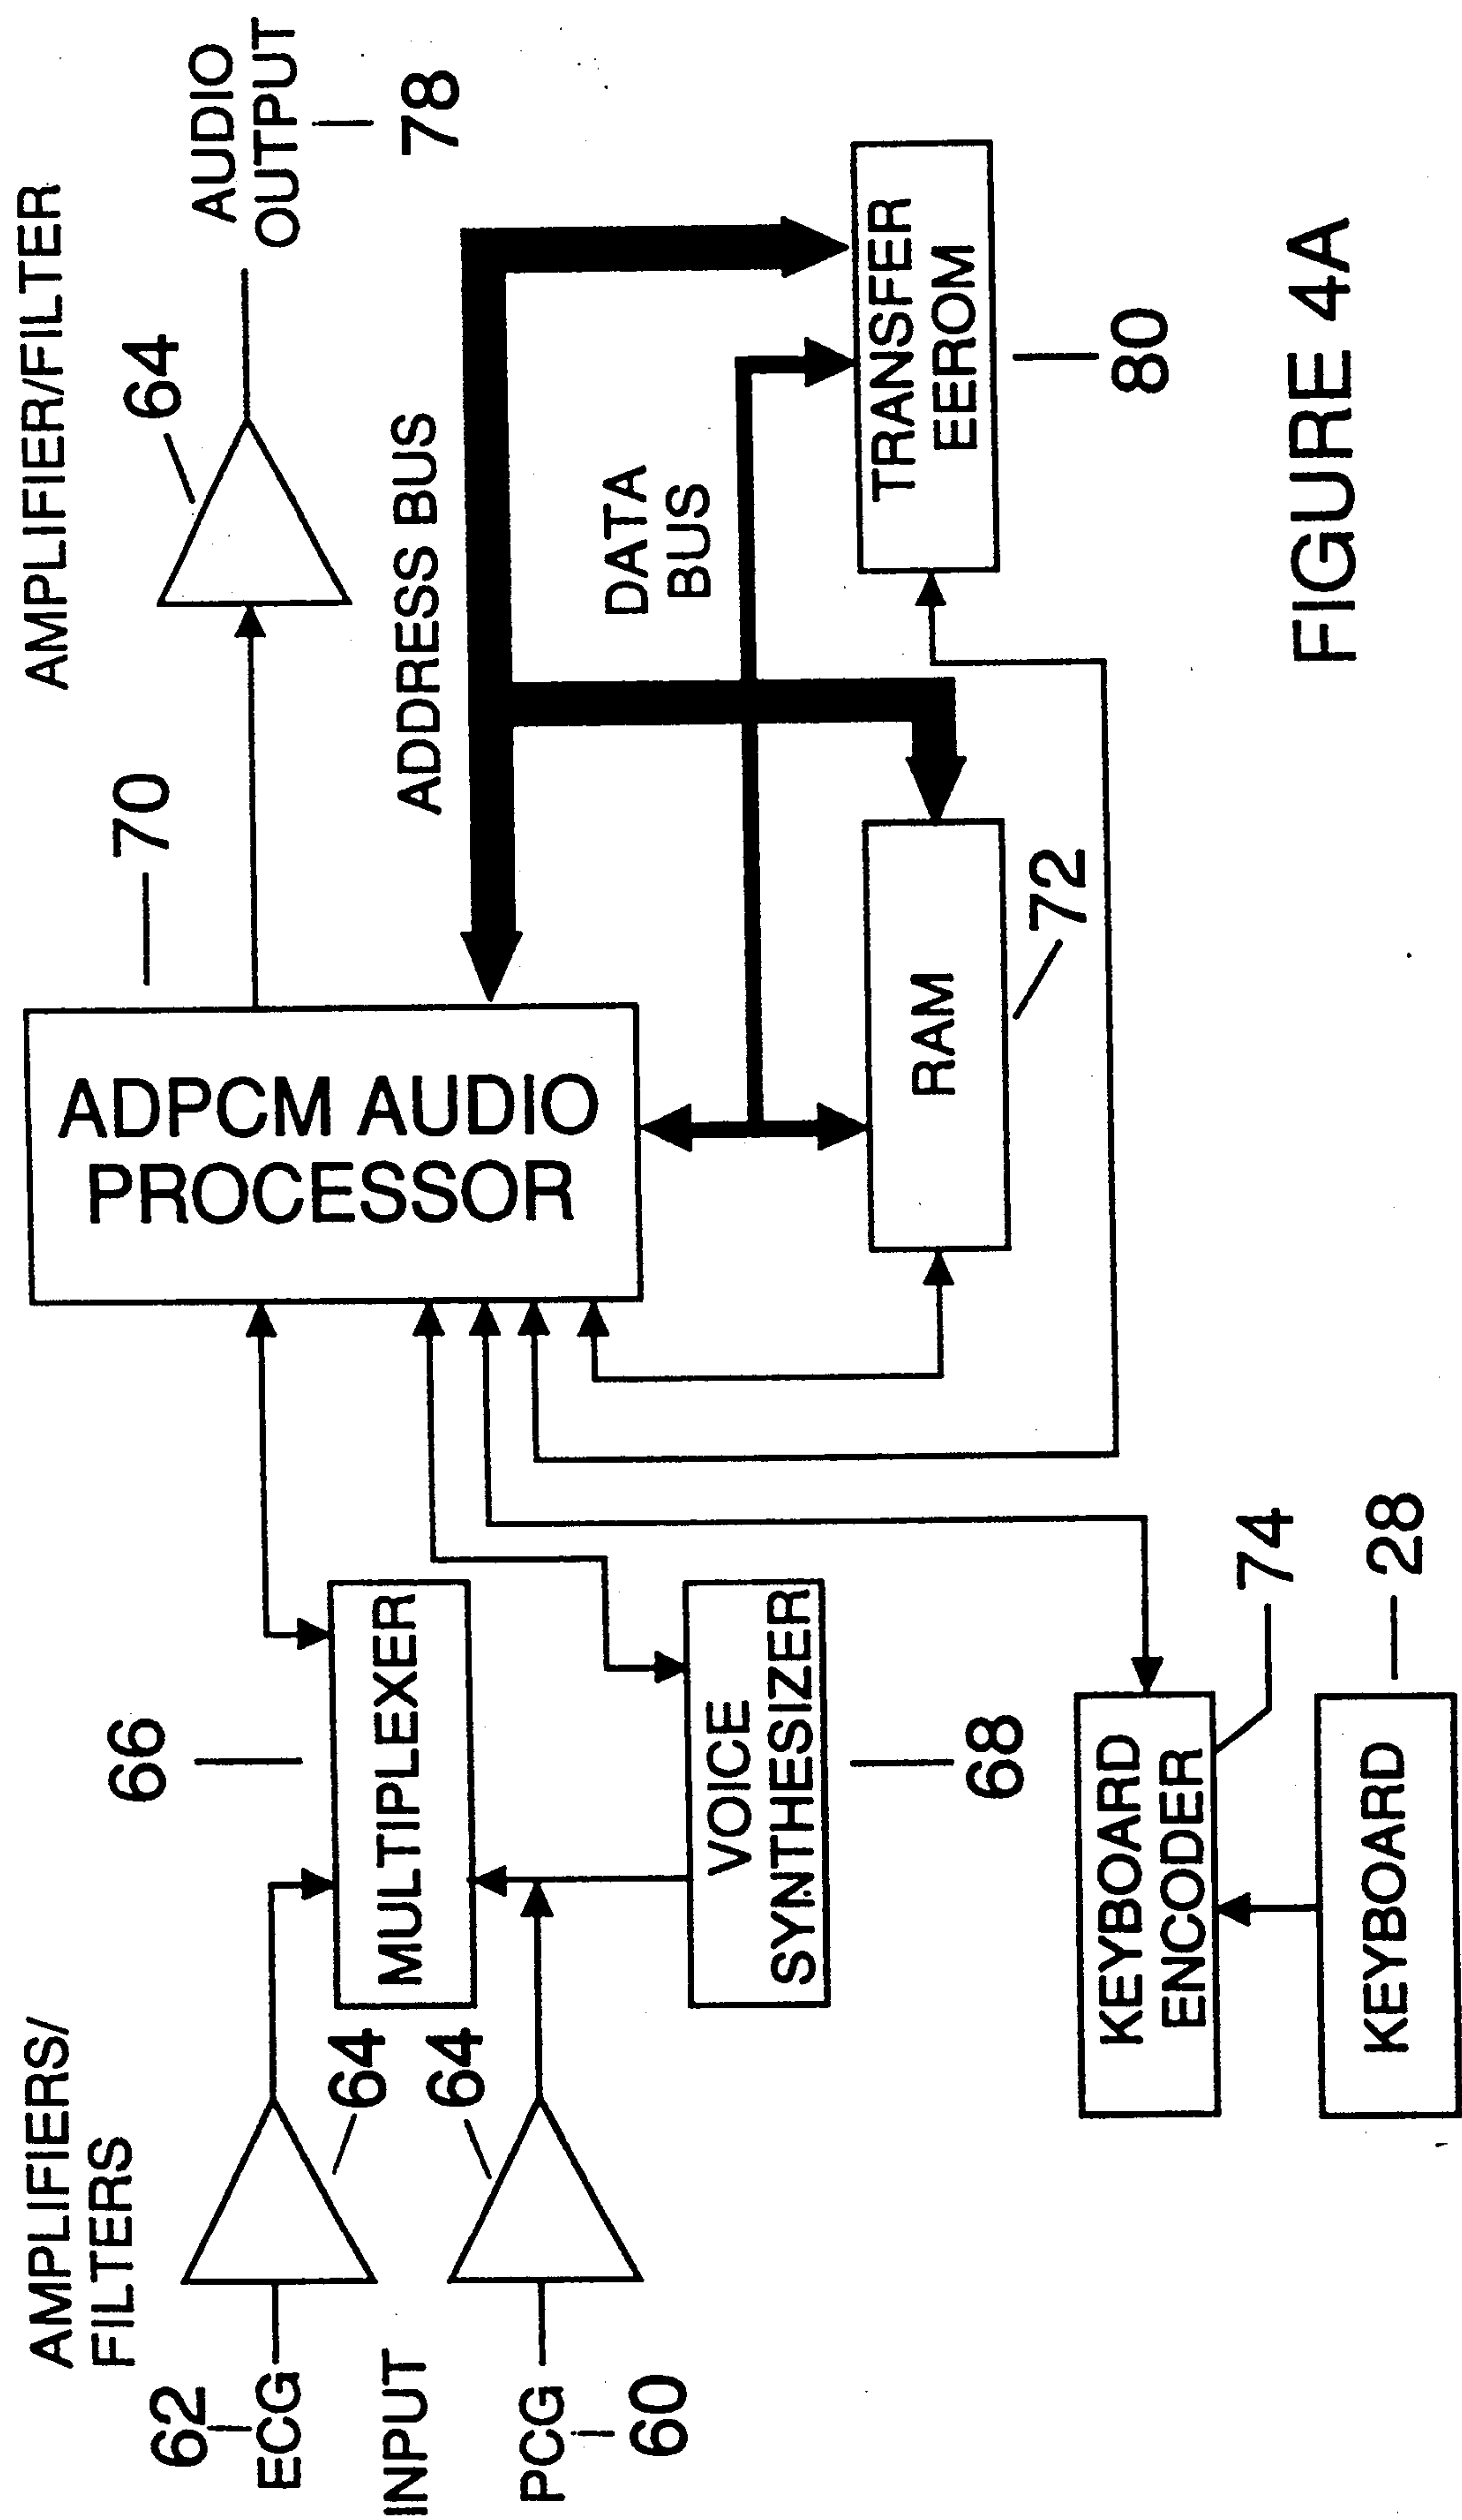 AMPLIFIERS/
FILTERS
AMPLIFIER/FILTER
66
70
64
62
ECG
64
AUDIO
OUTPUT
78
INPUT
MULTIPLEXER
ADPCM AUDIO
PROCESSOR
ADDRESS BUS
64
PCG
60
VOICE
SYNTHESIZER
68
DATA
BUS
RAM
72
TRANSFER
EEROM
80
KEYBOARD
ENCODER
74
KEYBOARD
28
FIGURE 4A